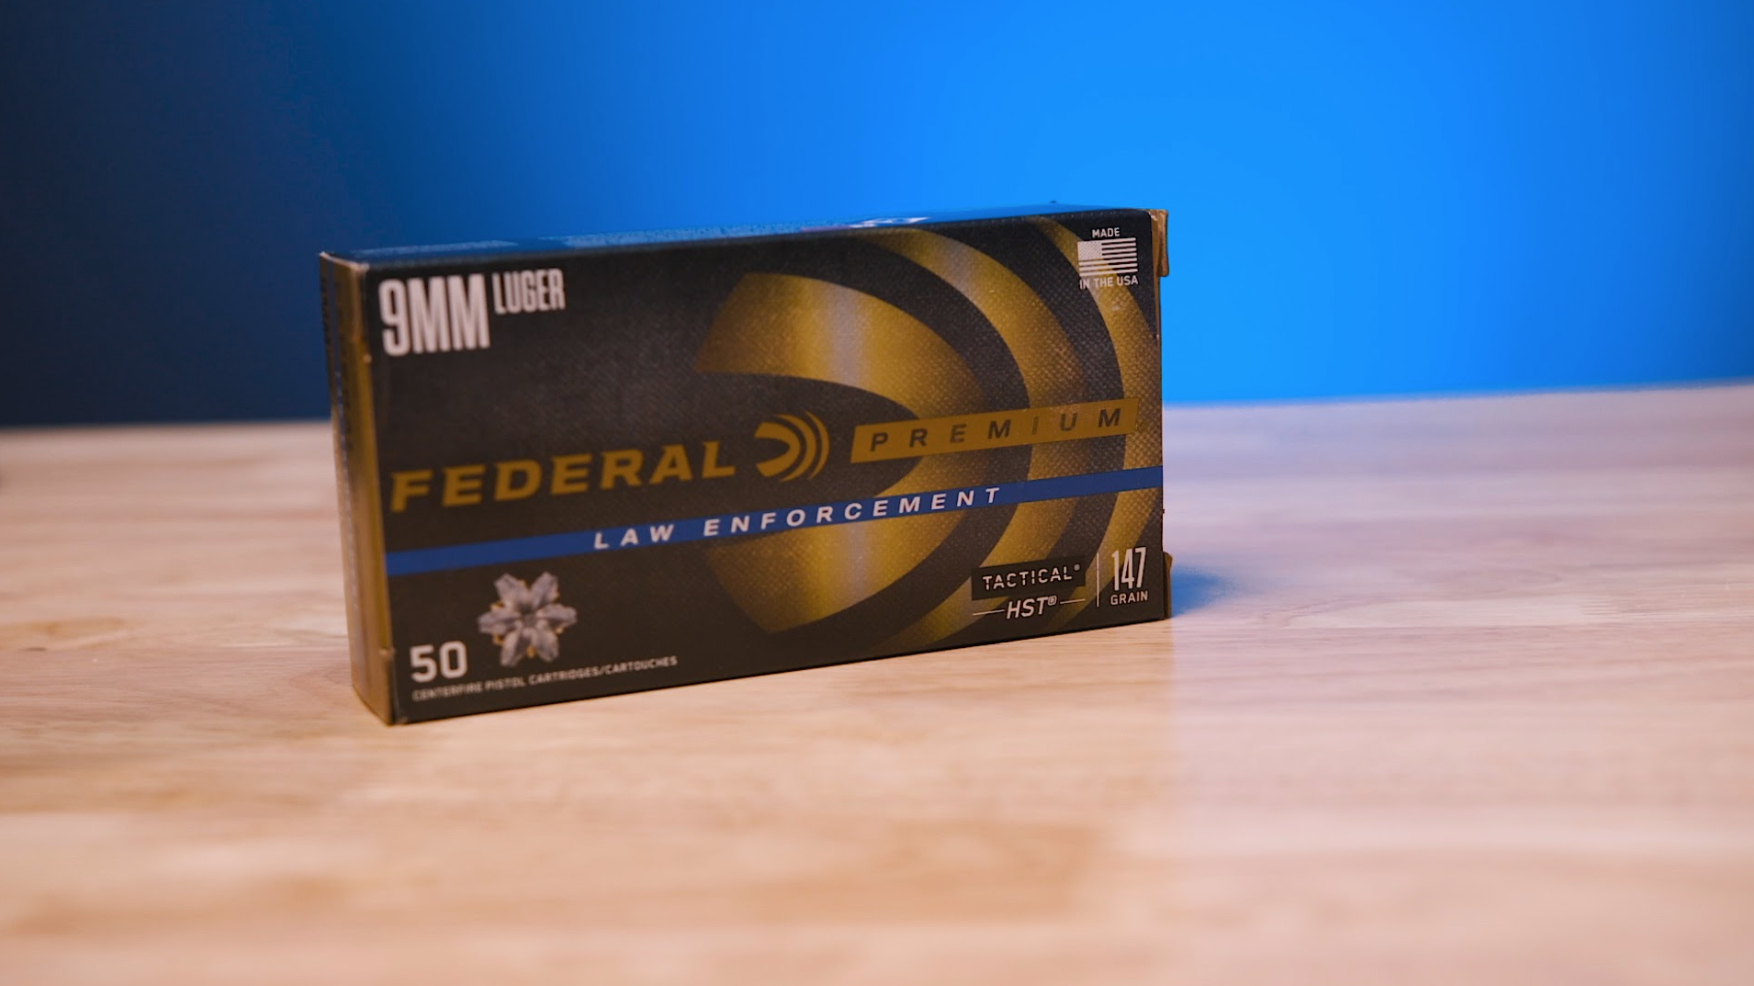 9MM LUGER
MADE
IN THE USA
FEDERAL PREMIUM
LAW ENFORCEMENT
TACTICAL®
HST®
147
GRAIN
50
CENTERFIRE PISTOL CARTRIDGES/CARTOUCHES